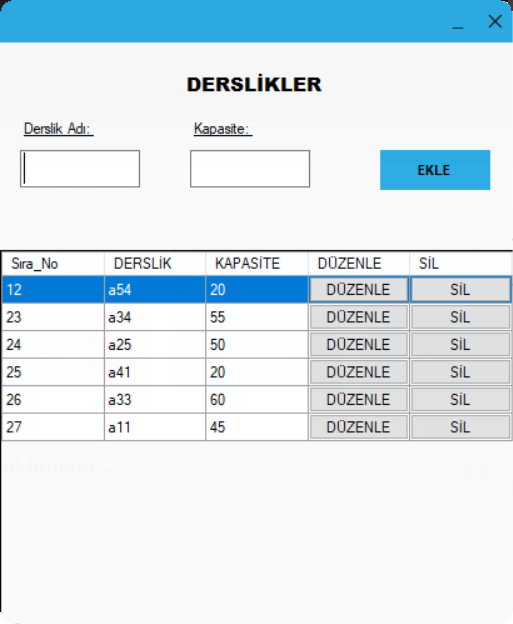 DERSLİKLER
Derslik Adı: Kapasite:
EKLE
Sıra_No DERSLİK KAPASİTE DÜZENLE SİL
12 a54 20 DÜZENLE SİL
23 a34 55 DÜZENLE SİL
24 a25 50 DÜZENLE SİL
25 a41 20 DÜZENLE SİL
26 a33 60 DÜZENLE SİL
27 a11 45 DÜZENLE SİL